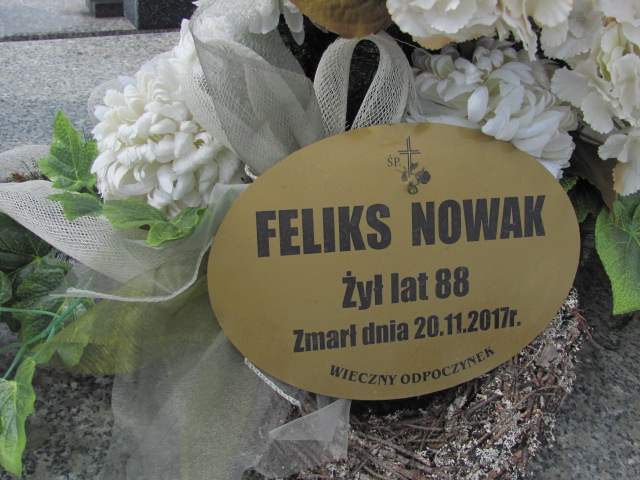 ŚP.
FELIKS NOWAK
Żył lat 88
Zmarł dnia 20.11.2017r.
WIECZNY ODPOCZYNEK